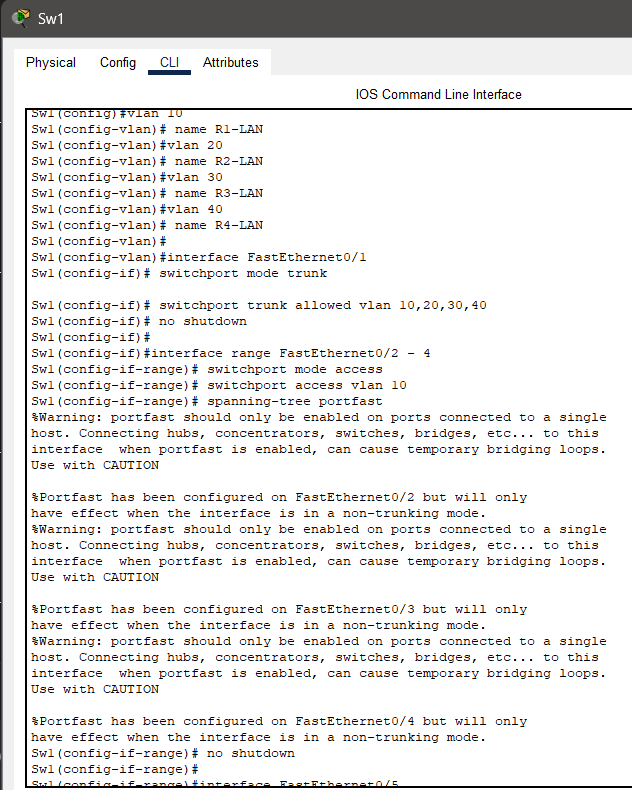 Sw1
Physical Config CLI Attributes
IOS Command Line Interface
Sw1(config)#vlan 10
Sw1(config-vlan)# name R1-LAN
Sw1(config-vlan)#vlan 20
Sw1(config-vlan)# name R2-LAN
Sw1(config-vlan)#vlan 30
Sw1(config-vlan)# name R3-LAN
Sw1(config-vlan)#vlan 40
Sw1(config-vlan)# name R4-LAN
Sw1(config-vlan)#
Sw1(config-vlan)#interface FastEthernet0/1
Sw1(config-if)# switchport mode trunk
Sw1(config-if)# switchport trunk allowed vlan 10,20,30,40
Sw1(config-if)# no shutdown
Sw1(config-if)#
Sw1(config-if)#interface range FastEthernet0/2 - 4
Sw1(config-if-range)# switchport mode access
Sw1(config-if-range)# switchport access vlan 10
Sw1(config-if-range)# spanning-tree portfast
%Warning: portfast should only be enabled on ports connected to a single
host. Connecting hubs, concentrators, switches, bridges, etc... to this
interface  when portfast is enabled, can cause temporary bridging loops.
Use with CAUTION
%Portfast has been configured on FastEthernet0/2 but will only
have effect when the interface is in a non-trunking mode.
%Warning: portfast should only be enabled on ports connected to a single
host. Connecting hubs, concentrators, switches, bridges, etc... to this
interface  when portfast is enabled, can cause temporary bridging loops.
Use with CAUTION
%Portfast has been configured on FastEthernet0/3 but will only
have effect when the interface is in a non-trunking mode.
%Warning: portfast should only be enabled on ports connected to a single
host. Connecting hubs, concentrators, switches, bridges, etc... to this
interface  when portfast is enabled, can cause temporary bridging loops.
Use with CAUTION
%Portfast has been configured on FastEthernet0/4 but will only
have effect when the interface is in a non-trunking mode.
Sw1(config-if-range)# no shutdown
Sw1(config-if-range)#
Sw1(config-if-range)#interface FastEthernet0/5